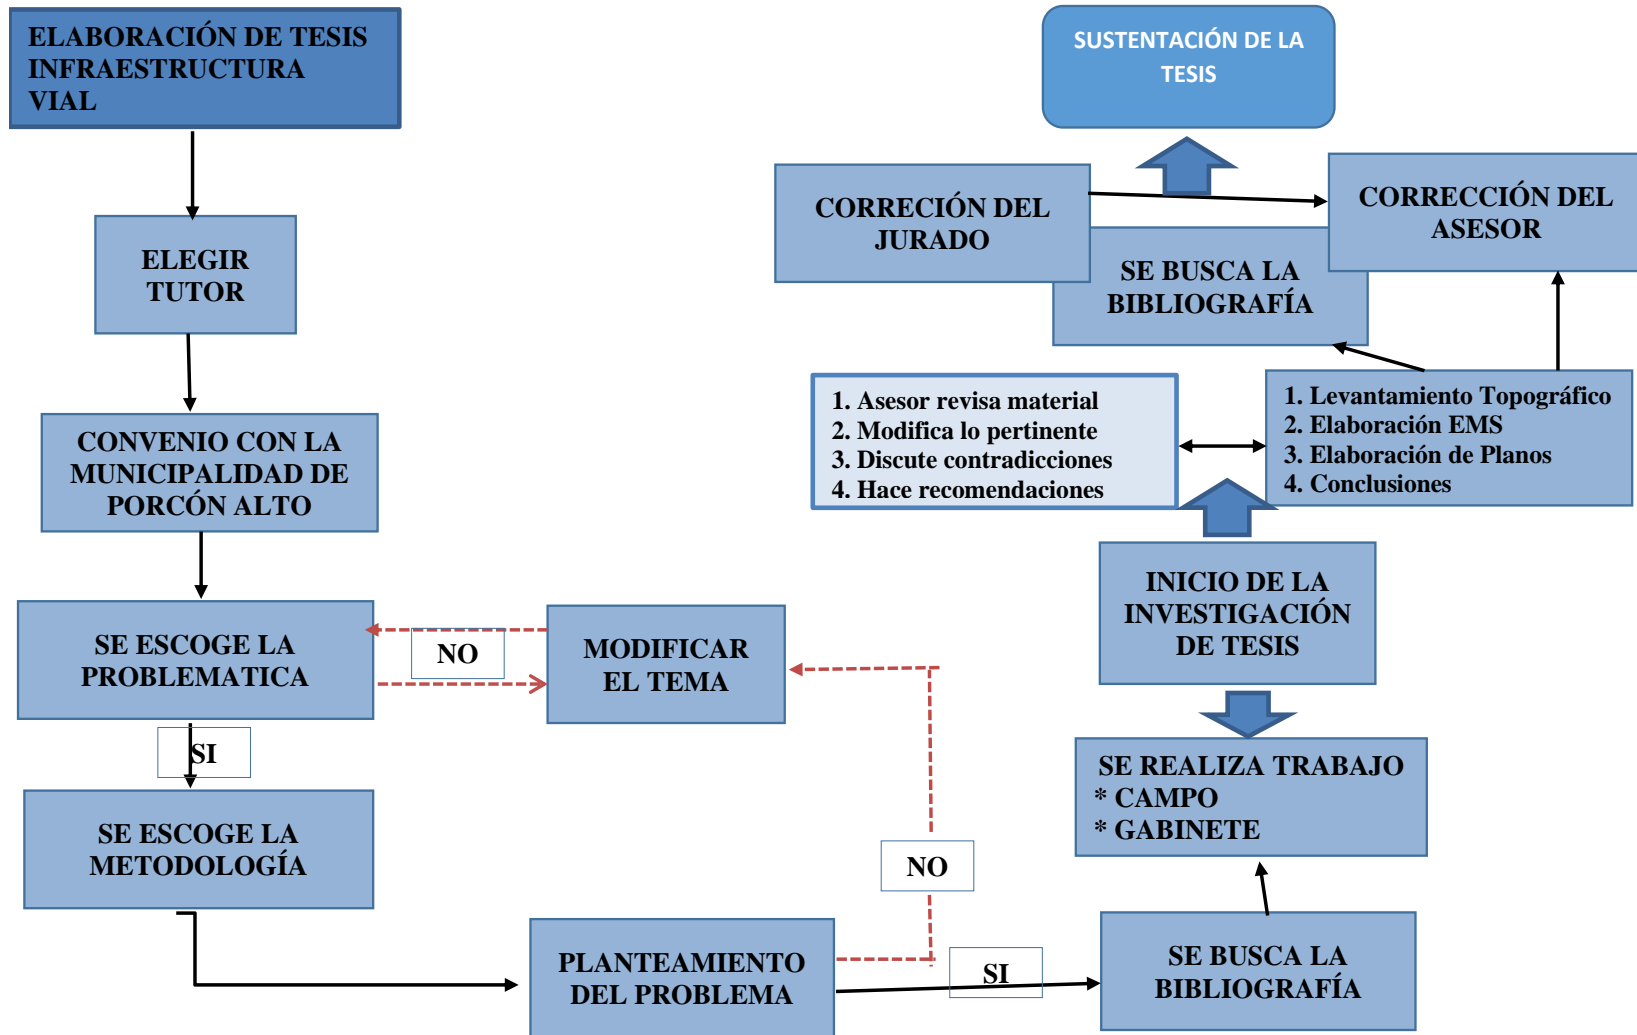 ELABORACIÓN DE TESIS
INFRAESTRUCTURA
VIAL
ELEGIR
TUTOR
CONVENIO CON LA
MUNICIPALIDAD DE
PORCÓN ALTO
SE ESCOGE LA
PROBLEMATICA
NO
MODIFICAR
EL TEMA
SI
SE ESCOGE LA
METODOLOGÍA
PLANTEAMIENTO
DEL PROBLEMA
NO
SI
SE BUSCA LA
BIBLIOGRAFÍA
SE REALIZA TRABAJO
* CAMPO
* GABINETE
INICIO DE LA
INVESTIGACIÓN
DE TESIS
1. Asesor revisa material
2. Modifica lo pertinente
3. Discute contradicciones
4. Hace recomendaciones
1. Levantamiento Topográfico
2. Elaboración EMS
3. Elaboración de Planos
4. Conclusiones
SE BUSCA LA
BIBLIOGRAFÍA
CORRECIÓN DEL
JURADO
CORRECCIÓN DEL
ASESOR
SUSTENTACIÓN DE LA
TESIS